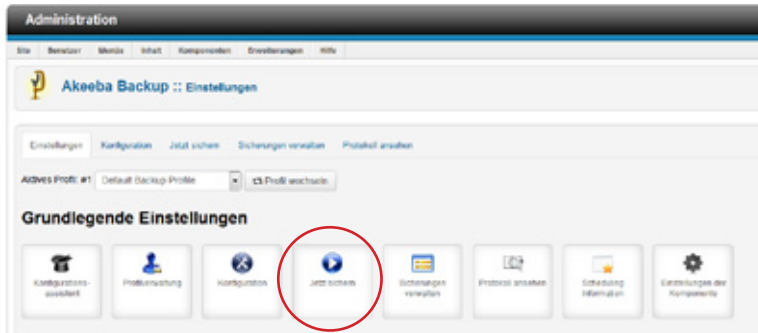 Administration
Site Benutzer Menüs Inhalt Komponenten Erweiterungen Hilfe
Akeeba Backup :: Einstellungen
Einstellungen Konfiguration Jetzt sichern Sicherungen verwalten Protokoll ansehen
Aktives Profil: #1 Default Backup Profile Profil wechseln
Grundlegende Einstellungen
Konfigurations-
assistent
Profilverwaltung
Konfiguration
Jetzt sichern
Sicherungen
verwalten
Protokoll ansehen
Scheduling
Information
Einstellungen der
Komponente